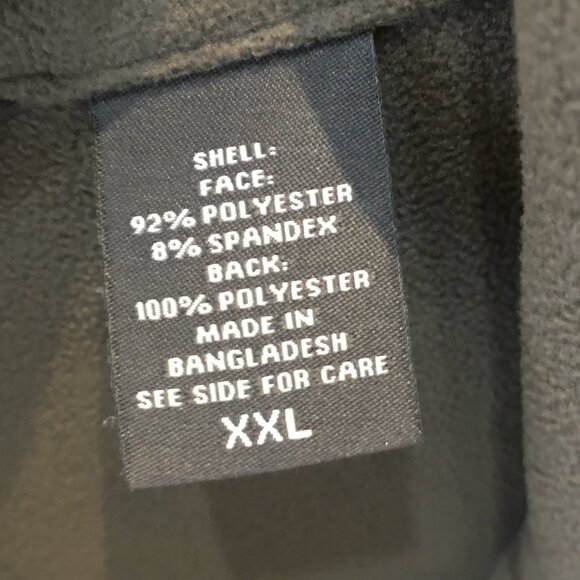 SHELL:
FACE:
92% POLYESTER
8% SPANDEX
BACK:
100% POLYESTER
MADE IN
BANGLADESH
SEE SIDE FOR CARE
XXL